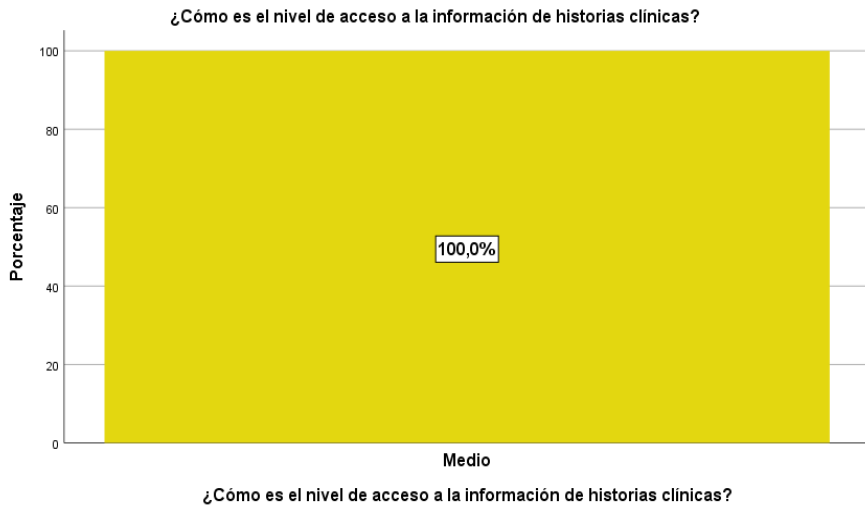 ¿Cómo es el nivel de acceso a la información de historias clínicas?
100
80
60
40
20
0
Porcentaje
100,0%
Medio
¿Cómo es el nivel de acceso a la información de historias clínicas?